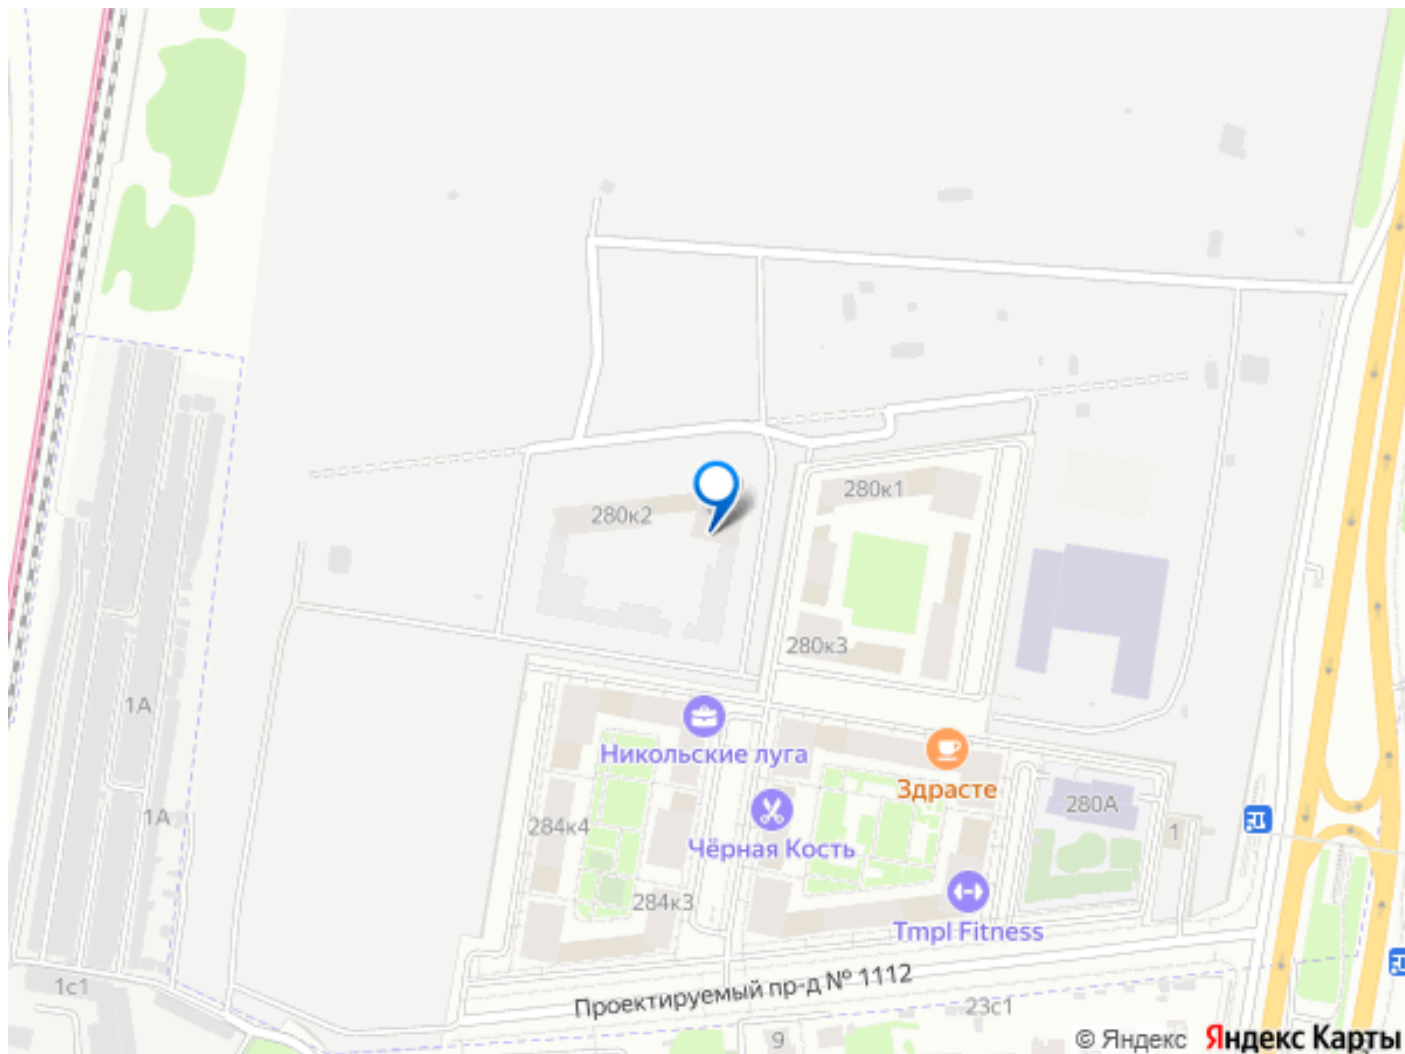 280к1
280к2
280к3
1А
Никольские луга
Здрасте
280А
1А
284к4
Чёрная Кость
1
284к3
Tmpl Fitness
Проектируемый пр-д № 1112
1с1
23с1
9
© Яндекс Яндекс Карты